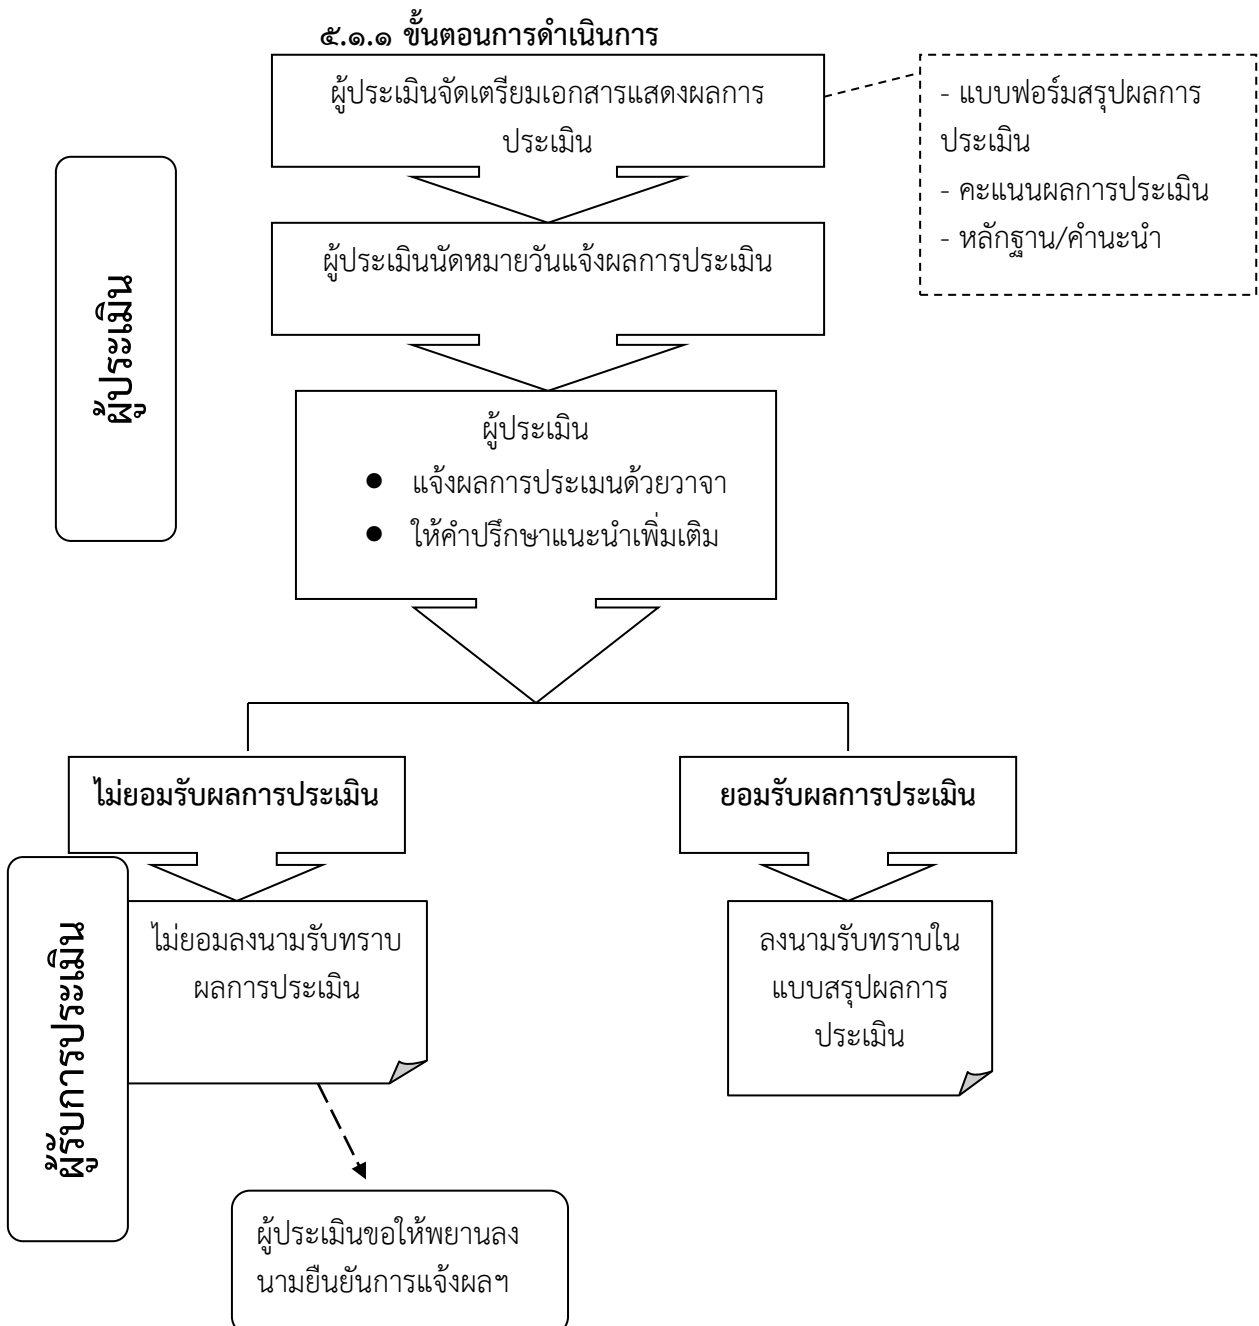 ๕.๑.๑ ขั้นตอนการดำเนินการ
ผู้ประเมินจัดเตรียมเอกสารแสดงผลการ
ประเมิน
- แบบฟอร์มสรุปผลการ
ประเมิน
- คะแนนผลการประเมิน
- หลักฐาน/คำนะนำ
ผู้ประเมินนัดหมายวันแจ้งผลการประเมิน
ผู้ประเมิน
ผู้ประเมิน
● แจ้งผลการประเมนด้วยวาจา
● ให้คำปรึกษาแนะนำเพิ่มเติม
ไม่ยอมรับผลการประเมิน
ยอมรับผลการประเมิน
ผู้รับการประเมิน
ไม่ยอมลงนามรับทราบ
ผลการประเมิน
ลงนามรับทราบใน
แบบสรุปผลการ
ประเมิน
ผู้ประเมินขอให้พยานลง
นามยืนยันการแจ้งผลฯ